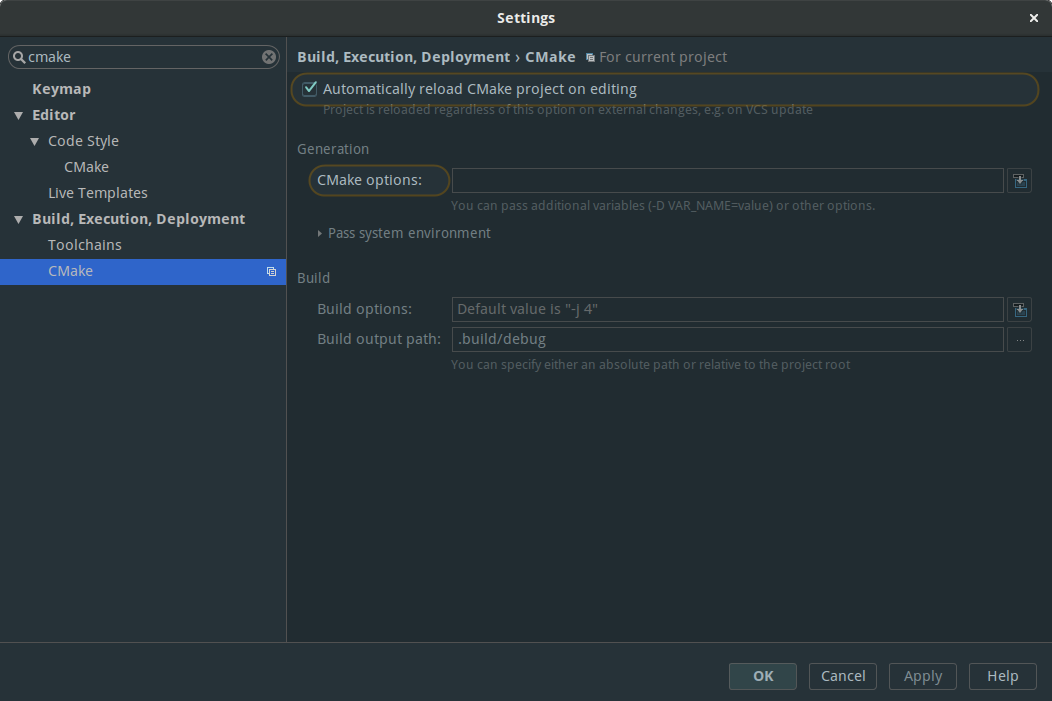 Settings
cmake
Keymap
Editor
Code Style
CMake
Live Templates
Build, Execution, Deployment
Toolchains
CMake
Build, Execution, Deployment › CMake For current project
Automatically reload CMake project on editing
Project is reloaded regardless of this option on external changes, e.g. on VCS update
Generation
CMake options:
You can pass additional variables (-D VAR_NAME=value) or other options.
Pass system environment
Build
Build options: Default value is "-j 4"
Build output path: .build/debug ...
You can specify either an absolute path or relative to the project root
OK Cancel Apply Help